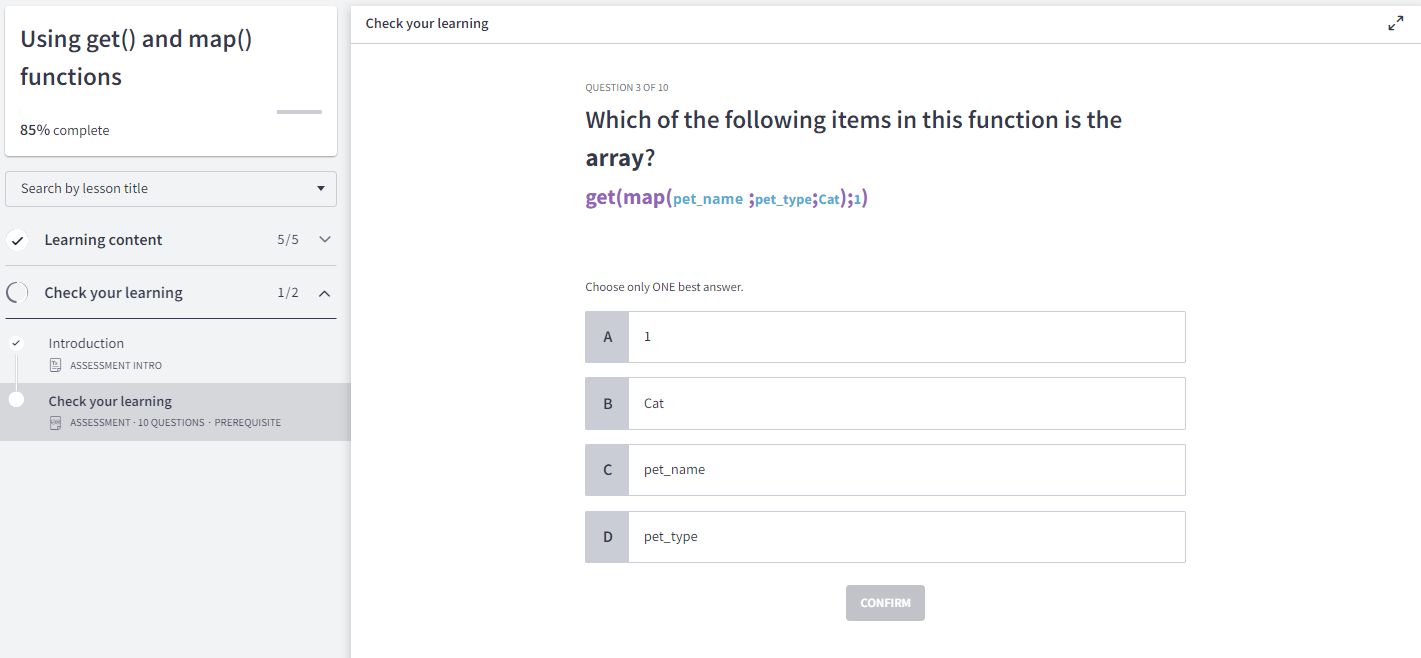 Using get() and map()
functions
85% complete
Search by lesson title
Learning content 5/5
Check your learning 1/2
Introduction
ASSESSMENT INTRO
Check your learning
ASSESSMENT · 10 QUESTIONS · PREREQUISITE
Check your learning
QUESTION 3 OF 10
Which of the following items in this function is the
array?
get(map(pet_name ;pet_type;Cat);1)
Choose only ONE best answer.
A 1
B Cat
C pet_name
D pet_type
CONFIRM